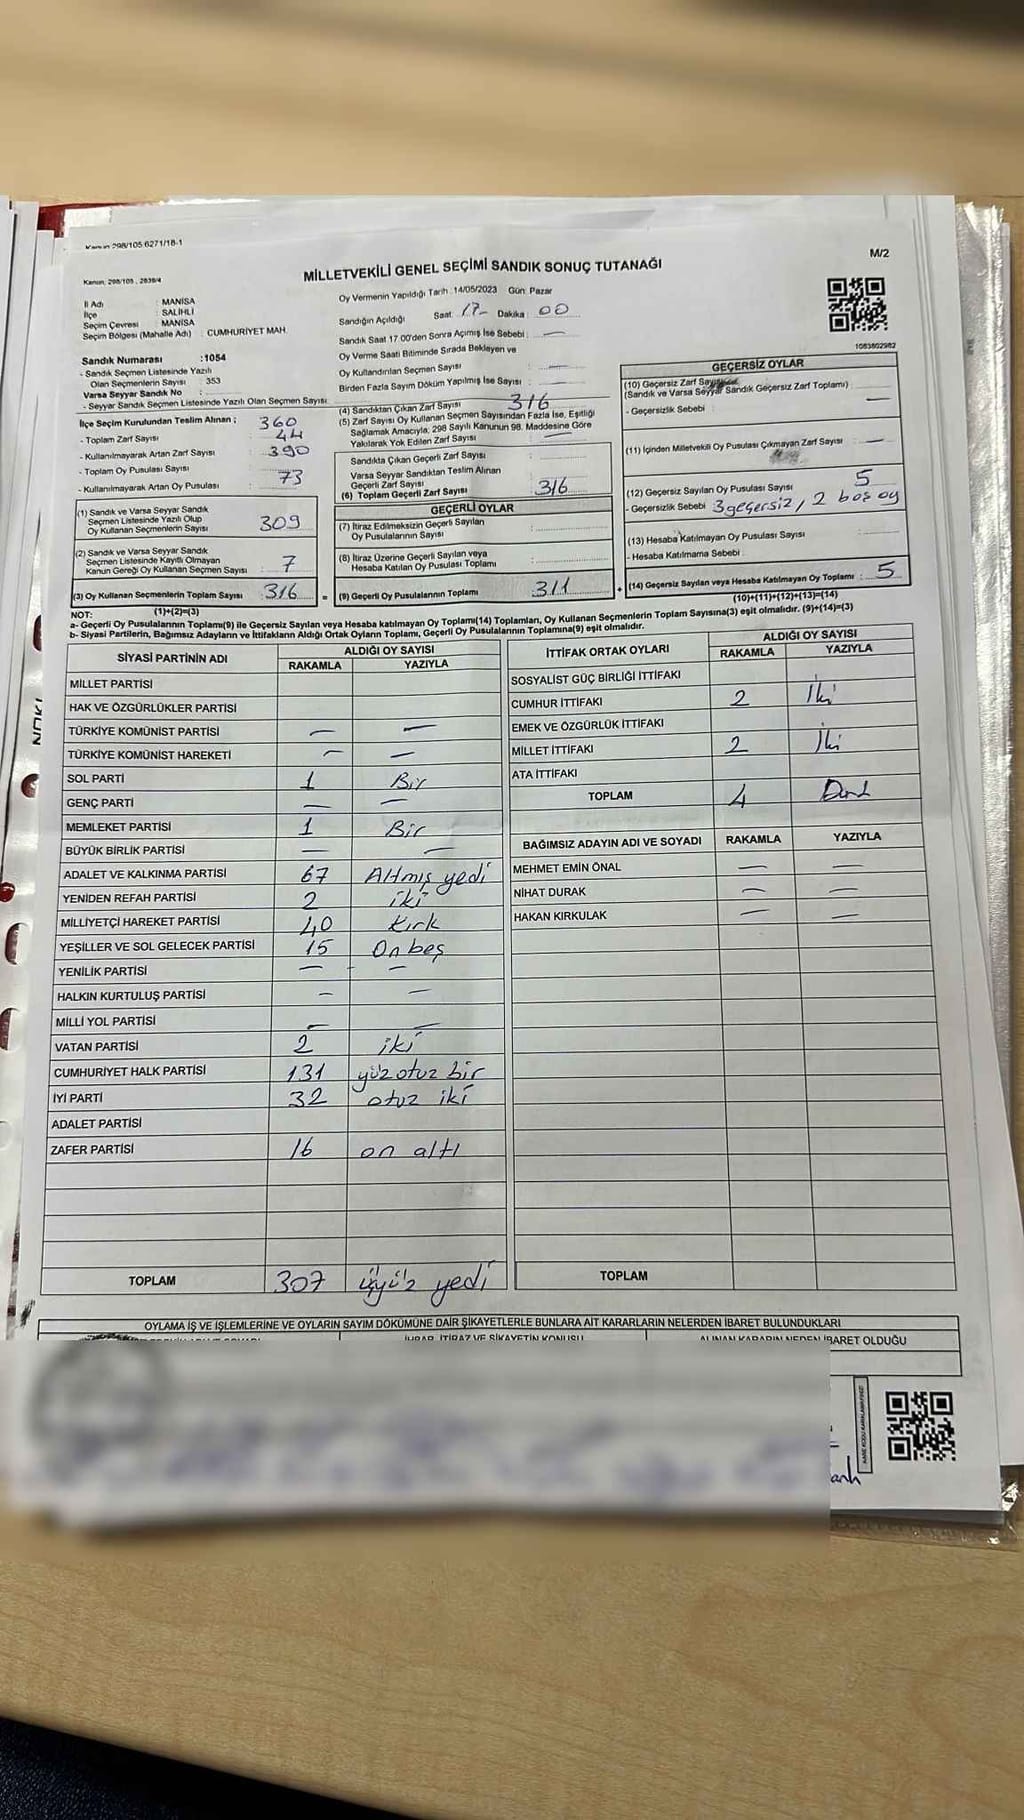 Kanun 298/105 6271/18-1
M/2
Kanun: 298/105 , 2839/4
MİLLETVEKİLİ GENEL SEÇİMİ SANDIK SONUÇ TUTANAĞI
İl Adı : MANİSA
İlçe : SALİHLİ
Seçim Çevresi : MANİSA
Seçim Bölgesi (Mahalle Adı) : CUMHURİYET MAH.
Sandık Numarası : 1054
- Sandık Seçmen Listesinde Yazılı
Olan Seçmenlerin Sayısı : 353
Varsa Seyyar Sandık No :
- Seyyar Sandık Seçmen Listesinde Yazılı Olan Seçmen Sayısı:
Oy Vermenin Yapıldığı Tarih : 14/05/2023 Gün: Pazar
Sandığın Açıldığı Saat 17 Dakika : 00
Sandık Saat 17.00'den Sonra Açımış İse Sebebi : —
Oy Verme Saati Bitiminde Sırada Bekleyen ve
Oy Kullandırılan Seçmen Sayısı : —
Birden Fazla Sayım Döküm Yapılmış İse Sayısı : —
1083802982
İlçe Seçim Kurulundan Teslim Alınan ;
- Toplam Zarf Sayısı : 360
- Kullanılmayarak Artan Zarf Sayısı : 44
- Toplam Oy Pusulası Sayısı : 390
- Kullanılmayarak Artan Oy Pusulası : 73
(1) Sandık ve Varsa Seyyar Sandık
Seçmen Listesinde Yazılı Olup
Oy Kullanan Seçmenlerin Sayısı : 309
(2) Sandık ve Varsa Seyyar Sandık
Seçmen Listesinde Kayıtlı Olmayan
Kanun Gereği Oy Kullanan Seçmen Sayısı : 7
(3) Oy Kullanan Seçmenlerin Toplam Sayısı : 316 =
(1)+(2)=(3)
(4) Sandıktan Çıkan Zarf Sayısı : 316
(5) Zarf Sayısı Oy Kullanan Seçmen Sayısından Fazla İse, Eşitliği
Sağlamak Amacıyla; 298 Sayılı Kanunun 98. Maddesine Göre
Yakılarak Yok Edilen Zarf Sayısı : —
Sandıkta Çıkan Geçerli Zarf Sayısı :
Varsa Seyyar Sandıktan Teslim Alınan
Geçerli Zarf Sayısı :
(6) Toplam Geçerli Zarf Sayısı : 316
GEÇERLİ OYLAR
(7) İtiraz Edilmeksizin Geçerli Sayılan
Oy Pusulalarının Sayısı :
(8) İtiraz Üzerine Geçerli Sayılan veya
Hesaba Katılan Oy Pusulası Toplamı :
(9) Geçerli Oy Pusulalarının Toplamı : 311 +
GEÇERSİZ OYLAR
(10) Geçersiz Zarf Sayısı
(Sandık ve Varsa Seyyar Sandık Geçersiz Zarf Toplamı) :
- Geçersizlik Sebebi : —
(11) İçinden Milletvekili Oy Pusulası Çıkmayan Zarf Sayısı : —
(12) Geçersiz Sayılan Oy Pusulası Sayısı : 5
- Geçersizlik Sebebi : 3 geçersiz, 2 boş oy
(13) Hesaba Katılmayan Oy Pusulası Sayısı :
- Hesaba Katılmama Sebebi :
(14) Geçersiz Sayılan veya Hesaba Katılmayan Oy Toplamı : 5
(10)+(11)+(12)+(13)=(14)
NOT:
a- Geçerli Oy Pusulalarının Toplamı(9) ile Geçersiz Sayılan veya Hesaba katılmayan Oy Toplamı(14) Toplamları, Oy Kullanan Seçmenlerin Toplam Sayısına(3) eşit olmalıdır. (9)+(14)=(3)
b- Siyasi Partilerin, Bağımsız Adayların ve İttifakların Aldığı Ortak Oyların Toplamı, Geçerli Oy Pusulalarının Toplamına(9) eşit olmalıdır.
SİYASİ PARTİNİN ADI ALDIĞI OY SAYISI
RAKAMLA YAZIYLA
MİLLET PARTİSİ
HAK VE ÖZGÜRLÜKLER PARTİSİ
TÜRKİYE KOMÜNİST PARTİSİ — —
TÜRKİYE KOMÜNİST HAREKETİ — —
SOL PARTİ 1 Bir
GENÇ PARTİ — —
MEMLEKET PARTİSİ 1 Bir
BÜYÜK BİRLİK PARTİSİ — —
ADALET VE KALKINMA PARTİSİ 67 Altmış yedi
YENİDEN REFAH PARTİSİ 2 iki
MİLLİYETÇİ HAREKET PARTİSİ 40 Kırk
YEŞİLLER VE SOL GELECEK PARTİSİ 15 On beş
YENİLİK PARTİSİ — —
HALKIN KURTULUŞ PARTİSİ — —
MİLLİ YOL PARTİSİ — —
VATAN PARTİSİ 2 iki
CUMHURİYET HALK PARTİSİ 131 yüz otuz bir
İYİ PARTİ 32 otuz iki
ADALET PARTİSİ
ZAFER PARTİSİ 16 on altı
TOPLAM 307 üçyüz yedi
İTTİFAK ORTAK OYLARI ALDIĞI OY SAYISI
RAKAMLA YAZIYLA
SOSYALİST GÜÇ BİRLİĞİ İTTİFAKI
CUMHUR İTTİFAKI 2 İki
EMEK VE ÖZGÜRLÜK İTTİFAKI
MİLLET İTTİFAKI 2 İki
ATA İTTİFAKI
TOPLAM 4 Dört
BAĞIMSIZ ADAYIN ADI VE SOYADI RAKAMLA YAZIYLA
MEHMET EMİN ÖNAL — —
NİHAT DURAK — —
HAKAN KIRKULAK — —
TOPLAM
OYLAMA İŞ VE İŞLEMLERİNE VE OYLARIN SAYIM DÖKÜMÜNE DAİR ŞİKAYETLERLE BUNLARA AİT KARARLARIN NELERDEN İBARET BULUNDUKLARI
İHBAR, İTİRAZ VE ŞİKAYETİN KONUSU ALINAN KARARIN NEDEN İBARET OLDUĞU